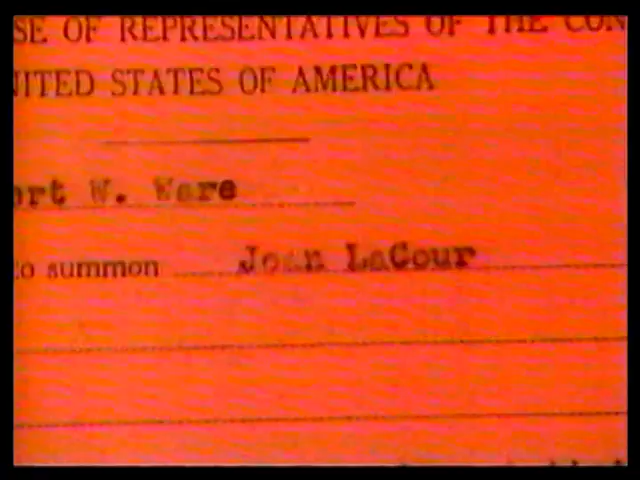 SE OF REPRESENTATIVES OF THE CON
NITED STATES OF AMERICA
ort W. Ware
to summon Joan LaCour